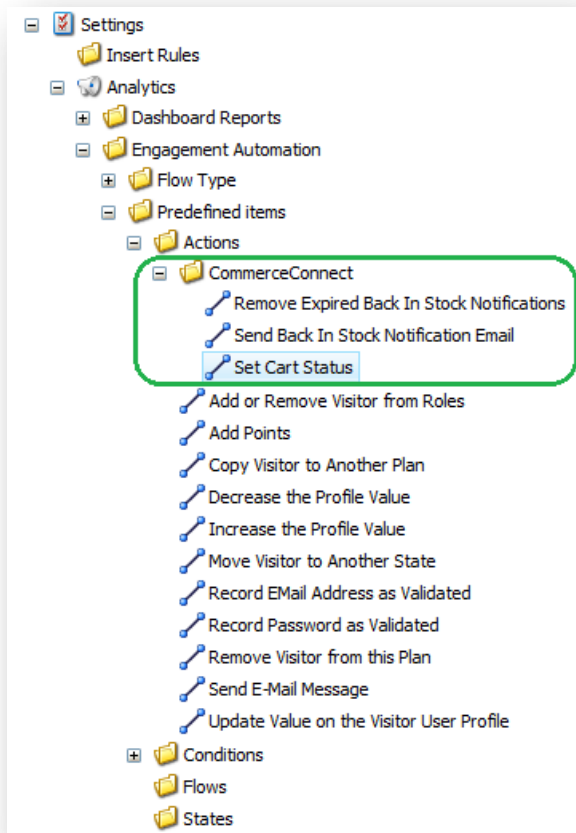 Settings
Insert Rules
Analytics
Dashboard Reports
Engagement Automation
Flow Type
Predefined items
Actions
CommerceConnect
Remove Expired Back In Stock Notifications
Send Back In Stock Notification Email
Set Cart Status
Add or Remove Visitor from Roles
Add Points
Copy Visitor to Another Plan
Decrease the Profile Value
Increase the Profile Value
Move Visitor to Another State
Record EMail Address as Validated
Record Password as Validated
Remove Visitor from this Plan
Send E-Mail Message
Update Value on the Visitor User Profile
Conditions
Flows
States